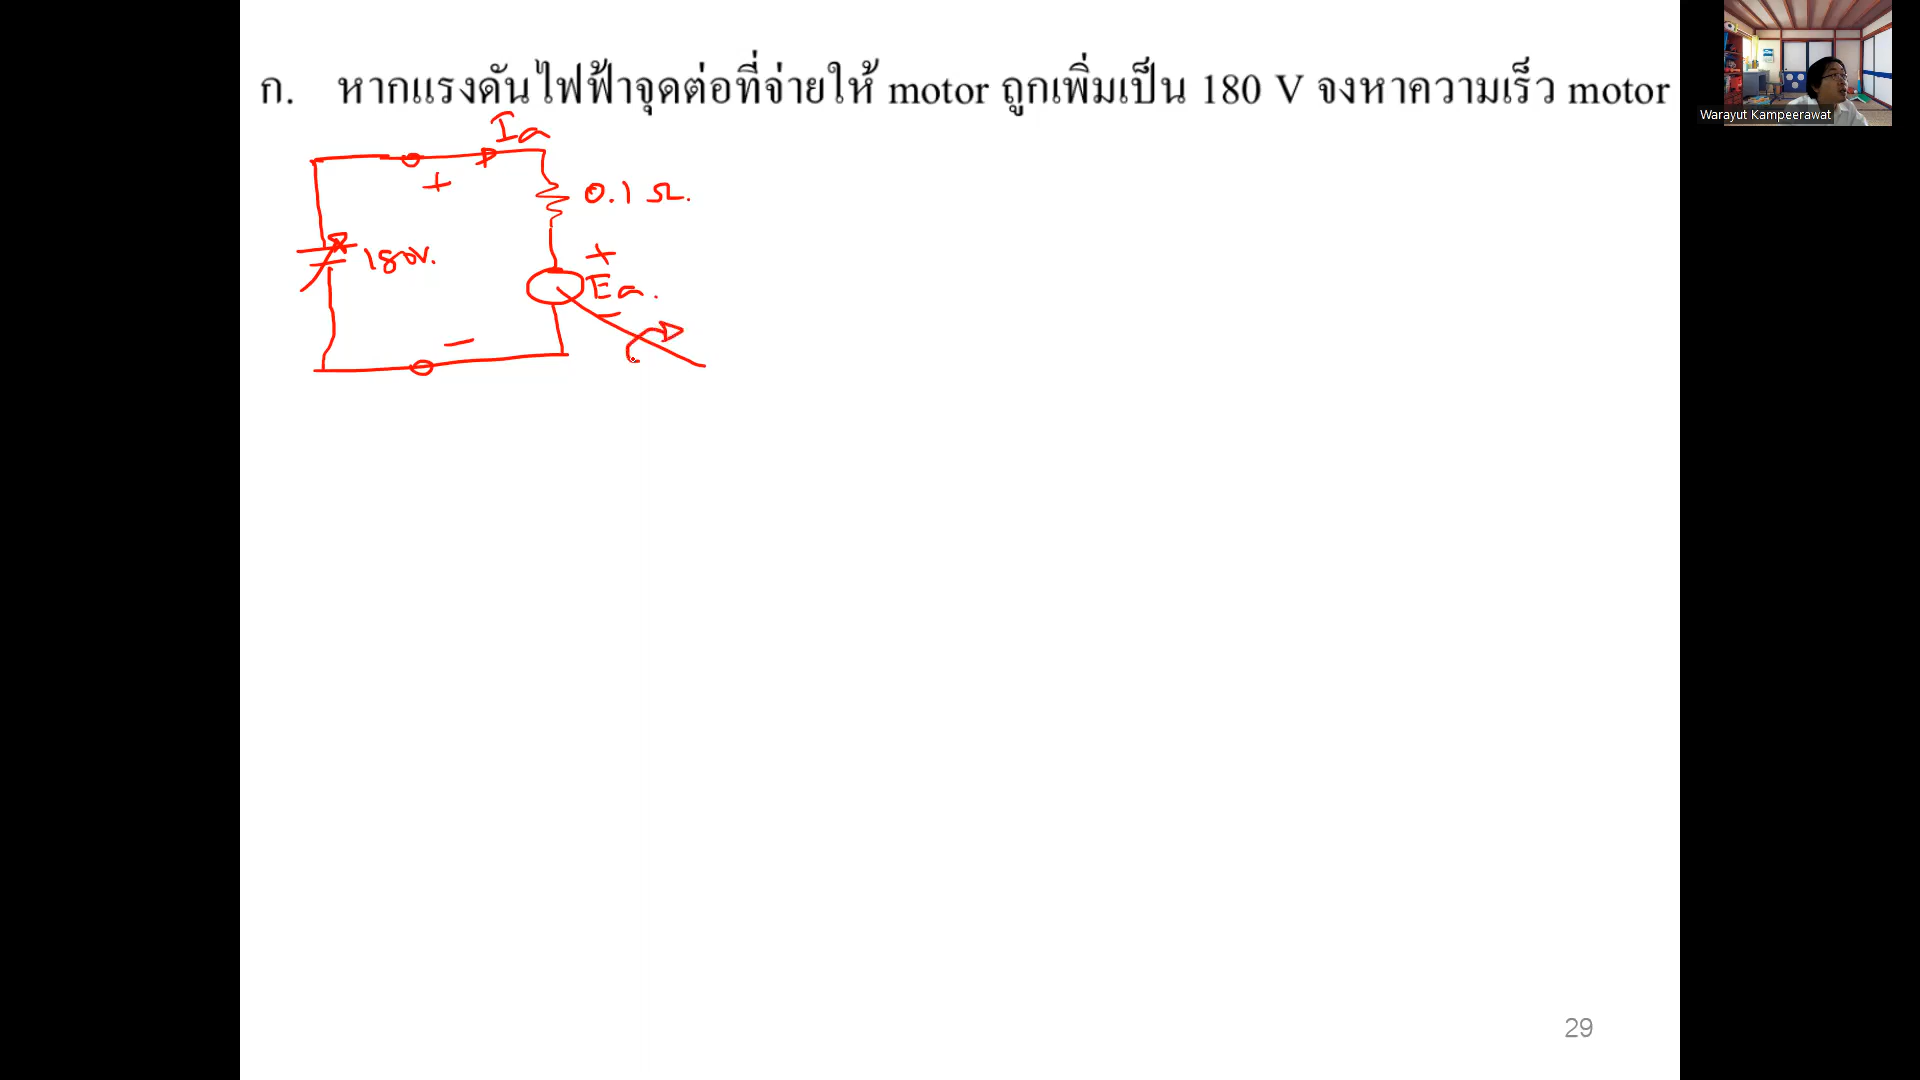 ก. หากแรงดันไฟฟ้าจุดต่อที่จ่ายให้ motor ถูกเพิ่มเป็น 180 V จงหาความเร็ว motor
Warayut Kampeerawat
Ia
+
0.1 Ω.
180V.
+
Ea.
-
-
29